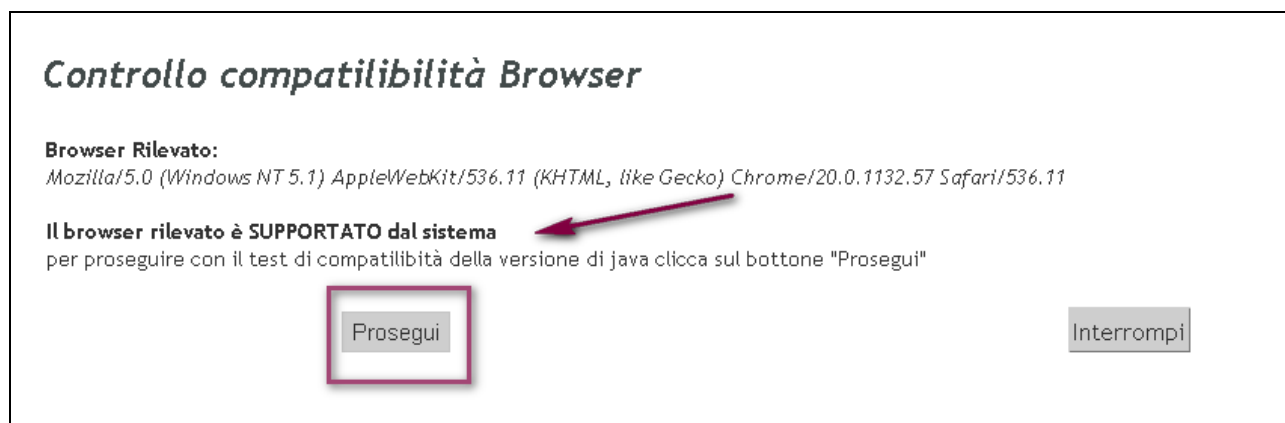 Controllo compatilibilità Browser
Browser Rilevato:
Mozilla/5.0 (Windows NT 5.1) AppleWebKit/536.11 (KHTML, like Gecko) Chrome/20.0.1132.57 Safari/536.11
Il browser rilevato è SUPPORTATO dal sistema
per proseguire con il test di compatilibità della versione di java clicca sul bottone "Prosegui"
Prosegui
Interrompi